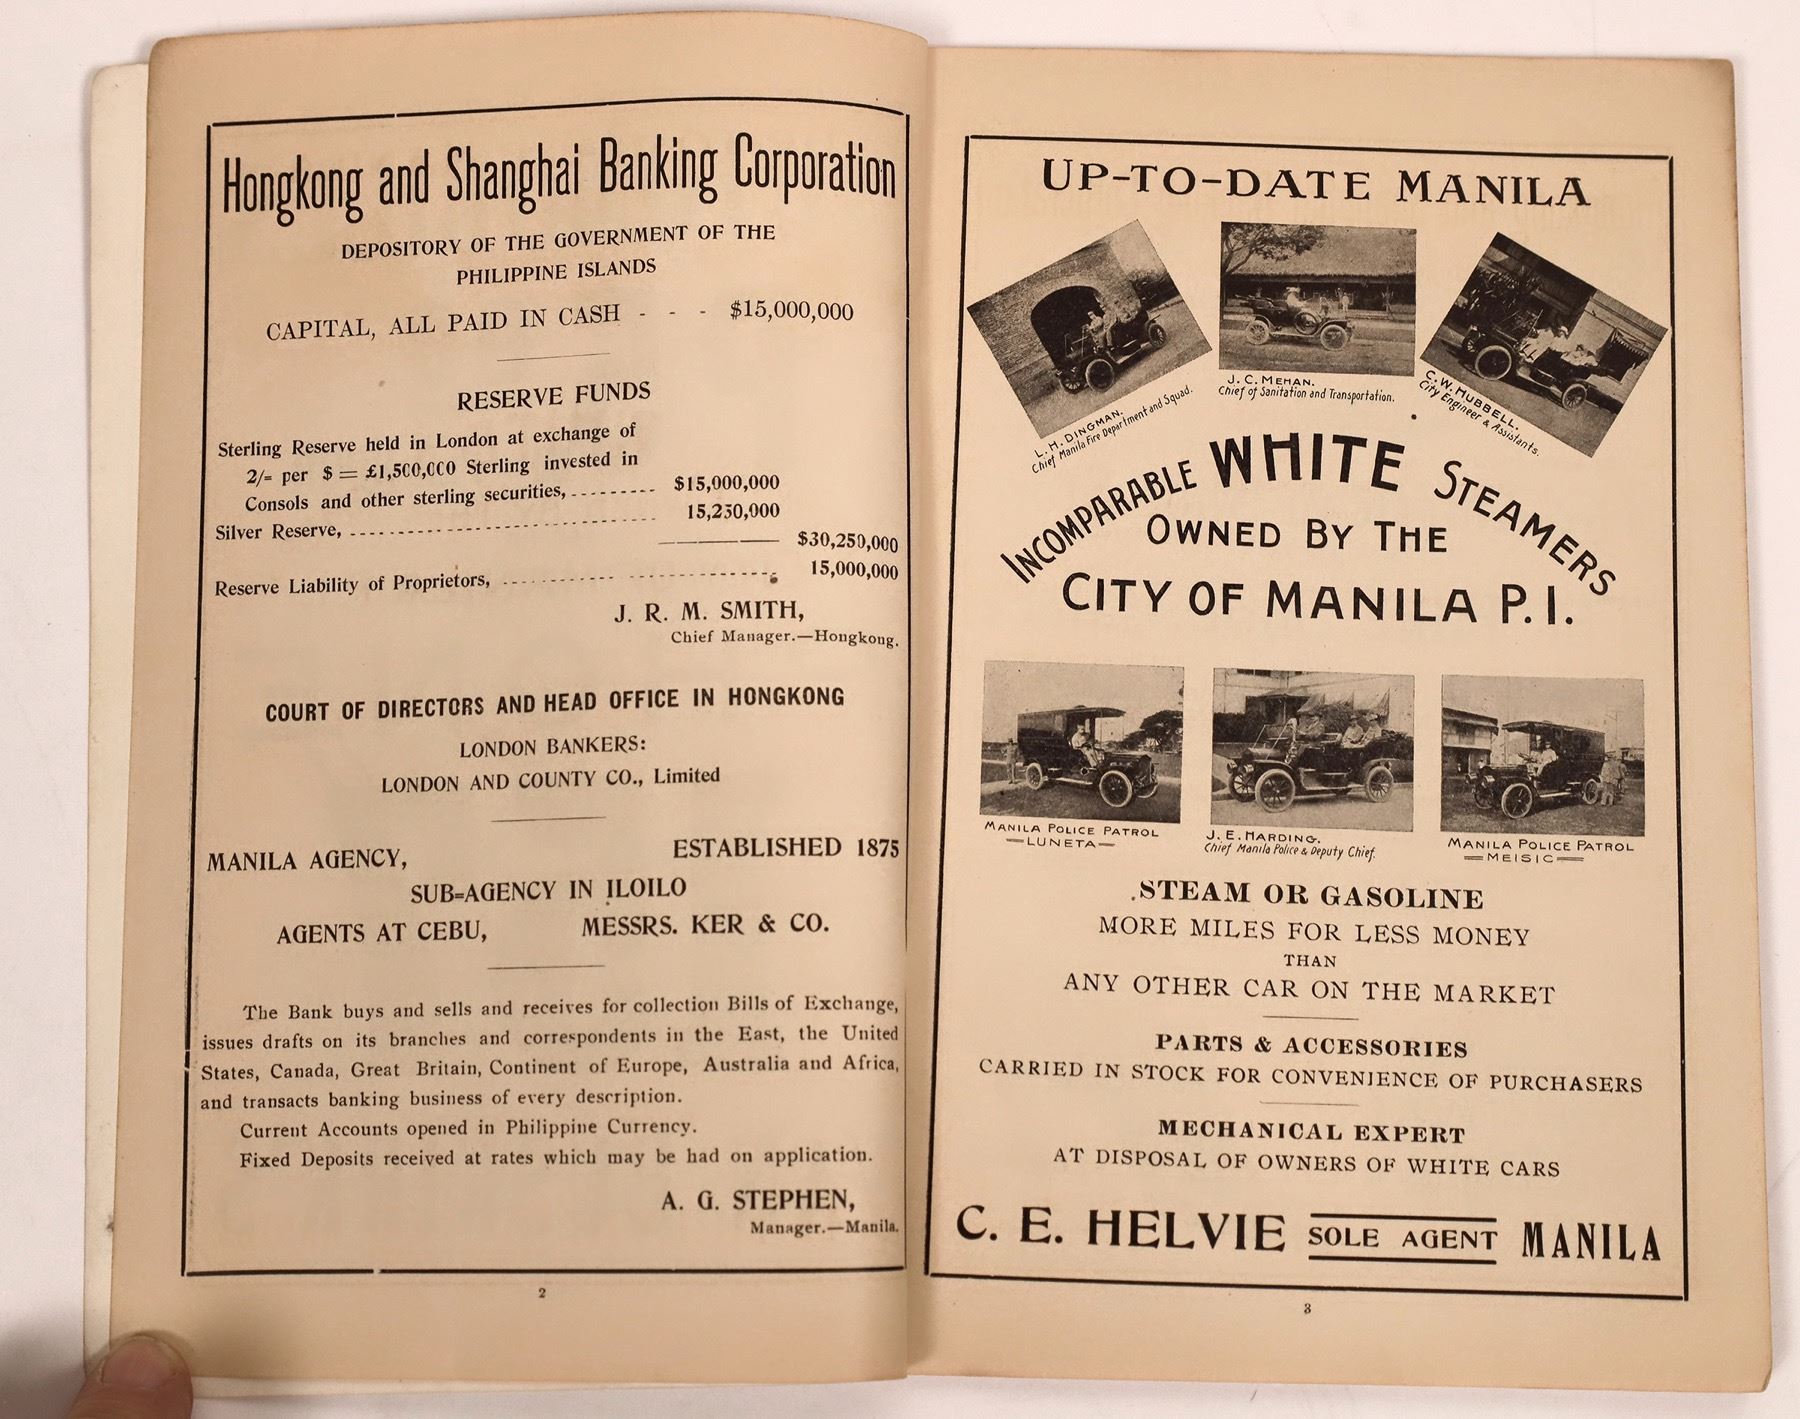 Hongkong and Shanghai Banking Corporation
DEPOSITORY OF THE GOVERNMENT OF THE
PHILIPPINE ISLANDS
CAPITAL, ALL PAID IN CASH - - - $15,000,000
RESERVE FUNDS
Sterling Reserve held in London at exchange of
2/= per $ = £1,500,000 Sterling invested in
Consols and other sterling securities, - - - - - - - - - $15,000,000
Silver Reserve, - - - - - - - - - - - - - - - - - - - - - - - - - - - - - - - 15,250,000
$30,250,000
Reserve Liability of Proprietors, - - - - - - - - - - - - - - - - - - - - - - - - - - - - 15,000,000
J. R. M. SMITH,
Chief Manager.—Hongkong.
COURT OF DIRECTORS AND HEAD OFFICE IN HONGKONG
LONDON BANKERS:
LONDON AND COUNTY CO., Limited
MANILA AGENCY, ESTABLISHED 1875
SUB=AGENCY IN ILOILO
AGENTS AT CEBU, MESSRS. KER & CO.
The Bank buys and sells and receives for collection Bills of Exchange,
issues drafts on its branches and correspondents in the East, the United
States, Canada, Great Britain, Continent of Europe, Australia and Africa,
and transacts banking business of every description.
Current Accounts opened in Philippine Currency.
Fixed Deposits received at rates which may be had on application.
A. G. STEPHEN,
Manager.—Manila.
2
UP-TO-DATE MANILA
L. H. DINGMAN.
Chief Manila Fire Department and Squad.
J. C. MEHAN.
Chief of Sanitation and Transportation.
C. W. HUBBELL.
City Engineer & Assistants.
INCOMPARABLE WHITE STEAMERS
OWNED BY THE
CITY OF MANILA P.I.
MANILA POLICE PATROL
—LUNETA—
J. E. HARDING.
Chief Manila Police & Deputy Chief.
MANILA POLICE PATROL
=MEISIC=
STEAM OR GASOLINE
MORE MILES FOR LESS MONEY
THAN
ANY OTHER CAR ON THE MARKET
PARTS & ACCESSORIES
CARRIED IN STOCK FOR CONVENIENCE OF PURCHASERS
MECHANICAL EXPERT
AT DISPOSAL OF OWNERS OF WHITE CARS
C. E. HELVIE SOLE AGENT MANILA
3